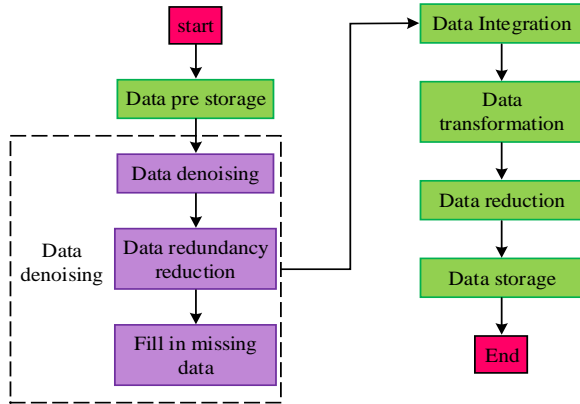 start
Data pre storage
Data denoising
Data redundancy
reduction
Fill in missing
data
Data
denoising
Data Integration
Data
transformation
Data reduction
Data storage
End